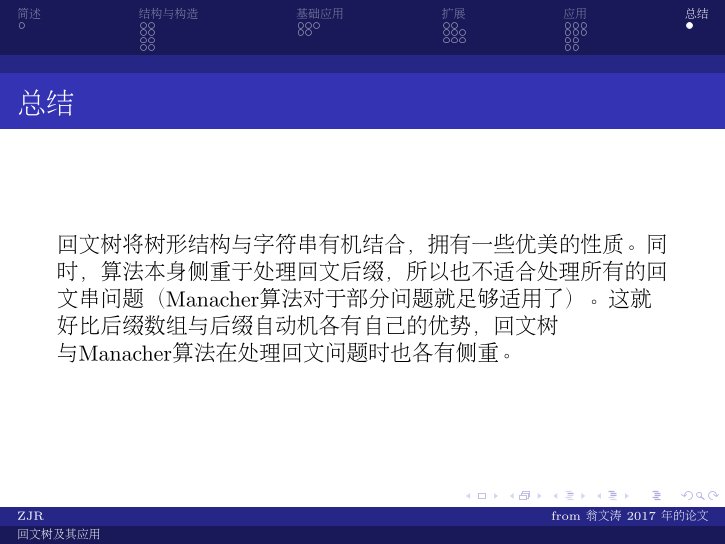 简述 结构与构造 基础应用 扩展 应用 总结
总结
回文树将树形结构与字符串有机结合，拥有一些优美的性质。同
时，算法本身侧重于处理回文后缀，所以也不适合处理所有的回
文串问题（Manacher算法对于部分问题就足够适用了）。这就
好比后缀数组与后缀自动机各有自己的优势，回文树
与Manacher算法在处理回文问题时也各有侧重。
ZJR from 翁文涛 2017 年的论文
回文树及其应用